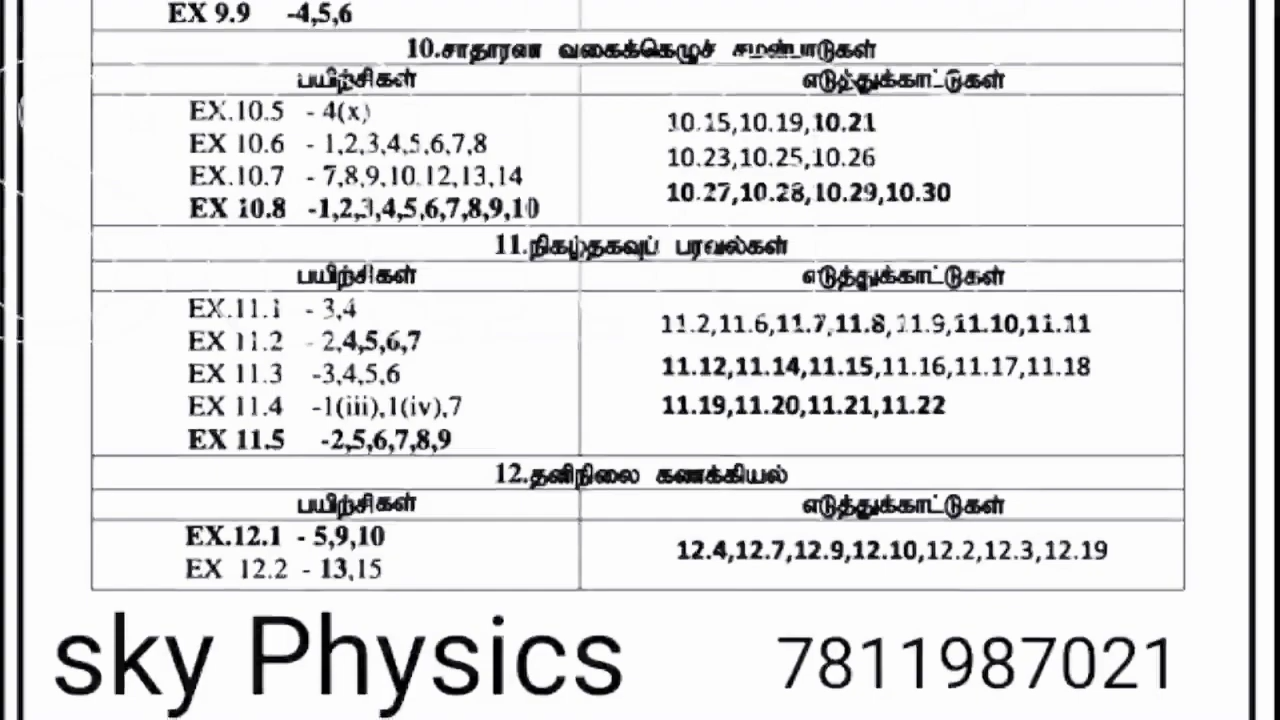 EX 9.9 -4,5,6
10.சாதாரண வகைக்கெழுச் சமன்பாடுகள்
பயிற்சிகள் எடுத்துக்காட்டுகள்
EX.10.5 - 4(x)
EX 10.6 - 1,2,3,4,5,6,7,8
EX.10.7 - 7,8,9,10.12,13,14
EX 10.8 -1,2,3,4,5,6,7,8,9,10
10.15,10.19,10.21
10.23,10.25,10.26
10.27,10.28,10.29,10.30
11.நிகழ்தகவுப் பரவல்கள்
பயிற்சிகள் எடுத்துக்காட்டுகள்
EX.11.1 - 3,4
EX 11.2 - 2,4,5,6,7
EX 11.3 -3,4,5,6
EX 11.4 -1(iii),1(iv),7
EX 11.5 -2,5,6,7,8,9
11.2,11.6,11.7,11.8,11.9,11.10,11.11
11.12,11.14,11.15,11.16,11.17,11.18
11.19,11.20,11.21,11.22
12.தனிநிலை கணக்கியல்
பயிற்சிகள் எடுத்துக்காட்டுகள்
EX.12.1 - 5,9,10
EX 12.2 - 13,15
12.4,12.7,12.9,12.10,12.2,12.3,12.19
sky Physics 7811987021